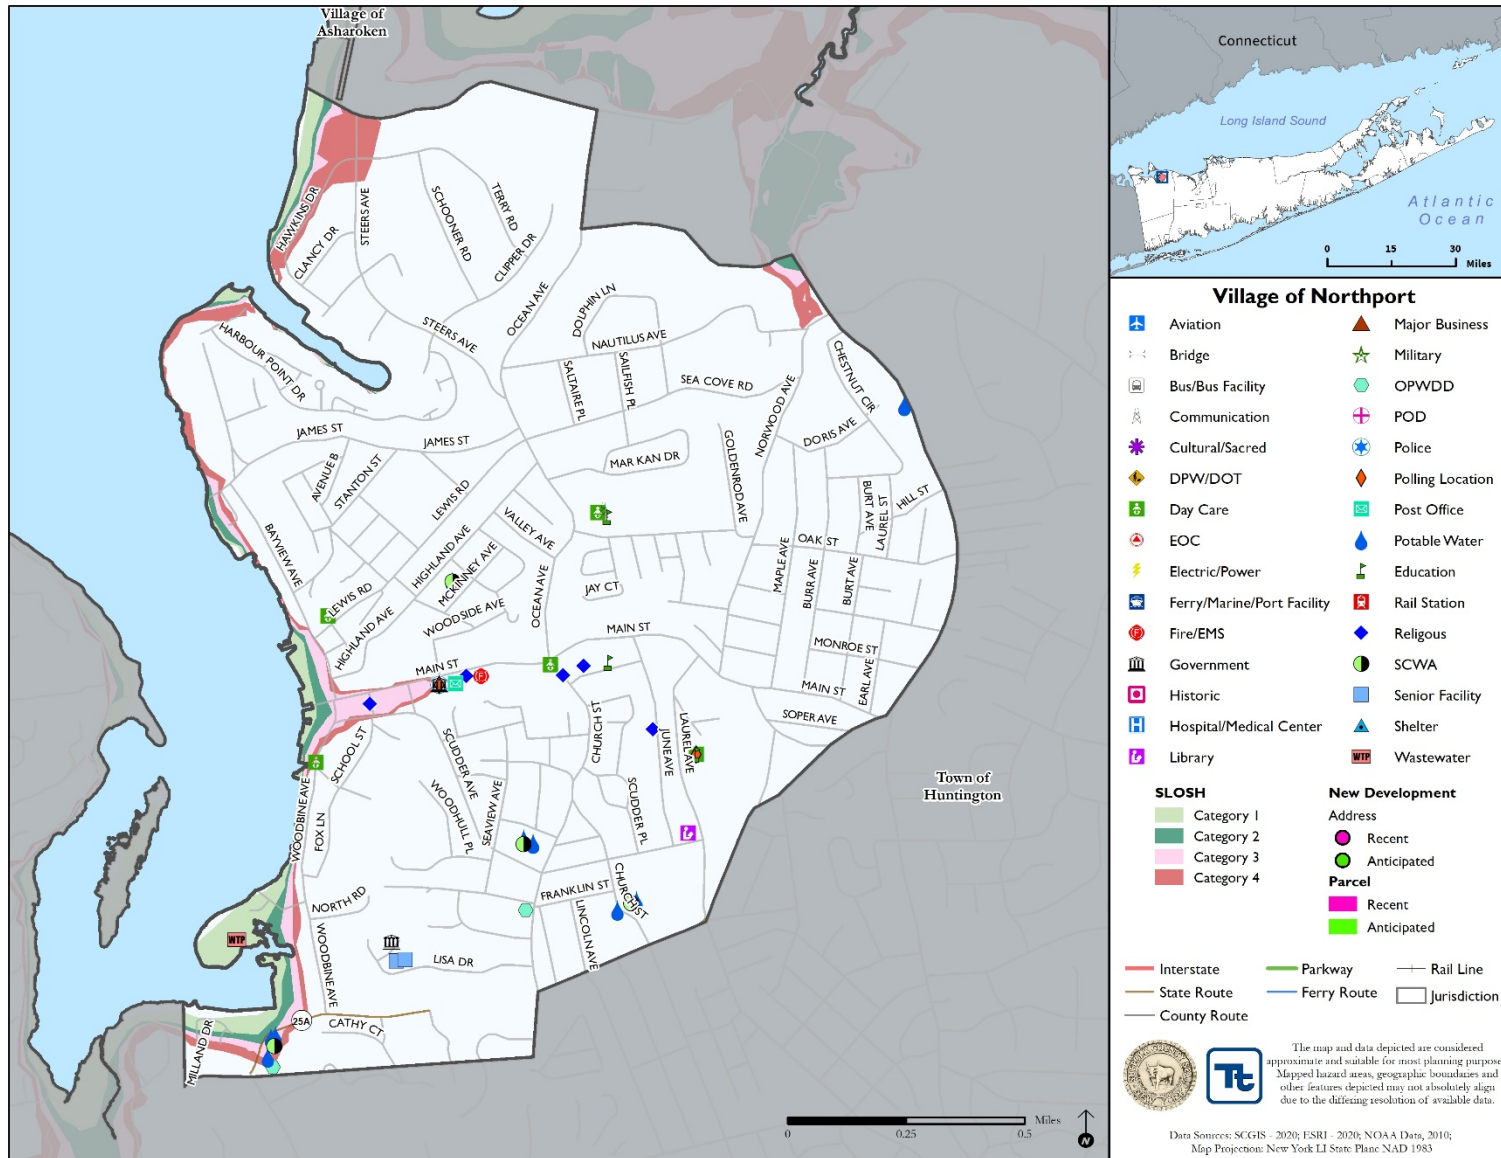 Village of
Asharoken
HAWKINS DR
CLANCY DR
STEERS AVE
SCHOONER RD
TERRY RD
CLIPPER DR
OCEAN AVE
DOLPHIN LN
STEERS AVE
NAUTILUS AVE
HARBOUR POINT DR
SALTAIRE PL
SAILFISH PL
SEA COVE RD
CHESTNUT CIR
NORWOOD AVE
DORIS AVE
JAMES ST
JAMES ST
AVENUE B
STANTON ST
MARKAN DR
GOLDENROD AVE
LEWIS RD
VALLEY AVE
BURT AVE
LAUREL ST
HILL ST
BAYVIEW AVE
HIGHLAND AVE
MCKINNEY AVE
OAK ST
MAPLE AVE
BURR AVE
BURT AVE
LEWIS RD
HIGHLAND AVE
WOODSIDE AVE
OCEAN AVE
JAY CT
MAIN ST
MAIN ST
MONROE ST
MAIN ST
EARL AVE
SOPER AVE
SCHOOL ST
CHURCH ST
JUNE AVE
LAUREL AVE
SCUDDER AVE
WOODHULL PL
SEAVIEW AVE
SCUDDER PL
WOODBINE AVE
FOX LN
Town of
Huntington
NORTH RD
FRANKLIN ST
CHURCH ST
LINCOLN AVE
WTP
WOODBINE AVE
LISA DR
25A
CATHY CT
MILLAND DR
Miles
0 0.25 0.5
N
Connecticut
Long Island Sound
Atlantic
Ocean
0 15 30
Miles
Village of Northport
Aviation
Bridge
Bus/Bus Facility
Communication
Cultural/Sacred
DPW/DOT
Day Care
EOC
Electric/Power
Ferry/Marine/Port Facility
Fire/EMS
Government
Historic
Hospital/Medical Center
Library
Major Business
Military
OPWDD
POD
Police
Polling Location
Post Office
Potable Water
Education
Rail Station
Religous
SCWA
Senior Facility
Shelter
WTP Wastewater
SLOSH
Category 1
Category 2
Category 3
Category 4
New Development
Address
Recent
Anticipated
Parcel
Recent
Anticipated
Interstate
State Route
County Route
Parkway
Ferry Route
Rail Line
Jurisdiction
Tt
The map and data depicted are considered
approximate and suitable for most planning purpose
Mapped hazard areas, geographic boundaries and
other features depicted may not absolutely align
due to the differing resolution of available data.
Data Sources: SCGIS - 2020; ESRI - 2020; NOAA Data, 2010;
Map Projection: New York LI State Plane NAD 1983